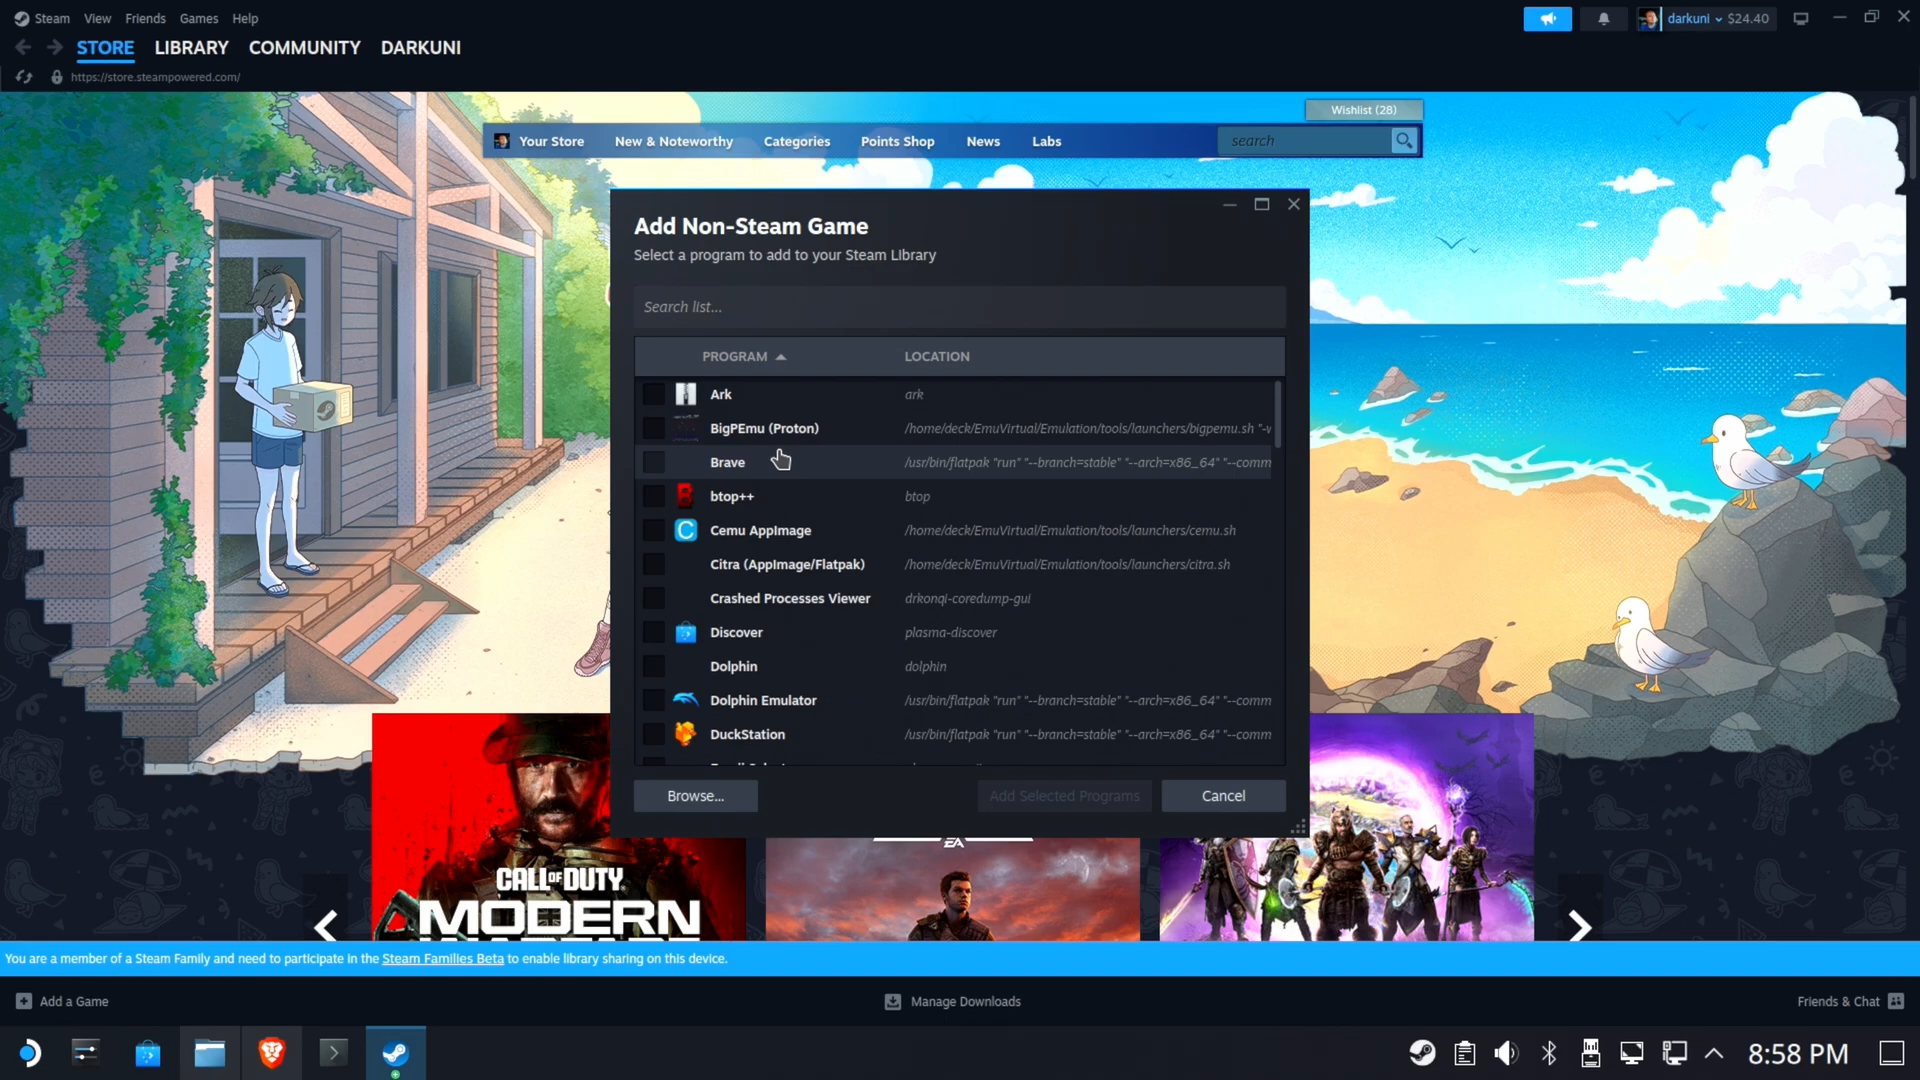 Steam View Friends Games Help
darkuni $24.40
STORE LIBRARY COMMUNITY DARKUNI
https://store.steampowered.com/
Wishlist (28)
Your Store New & Noteworthy Categories Points Shop News Labs
search
Add Non-Steam Game
Select a program to add to your Steam Library
Search list...
PROGRAM LOCATION
Ark ark
BigPEmu (Proton) /home/deck/EmuVirtual/Emulation/tools/launchers/bigpemu.sh "-w
Brave /usr/bin/flatpak "run" "--branch=stable" "--arch=x86_64" "--comm
btop++ btop
Cemu AppImage /home/deck/EmuVirtual/Emulation/tools/launchers/cemu.sh
Citra (AppImage/Flatpak) /home/deck/EmuVirtual/Emulation/tools/launchers/citra.sh
Crashed Processes Viewer drkonqi-coredump-gui
Discover plasma-discover
Dolphin dolphin
Dolphin Emulator /usr/bin/flatpak "run" "--branch=stable" "--arch=x86_64" "--comm
DuckStation /usr/bin/flatpak "run" "--branch=stable" "--arch=x86_64" "--comm
Browse... Add Selected Programs Cancel
EA
CALL OF DUTY
MODERN
You are a member of a Steam Family and need to participate in the Steam Families Beta to enable library sharing on this device.
Add a Game Manage Downloads Friends & Chat
8:58 PM